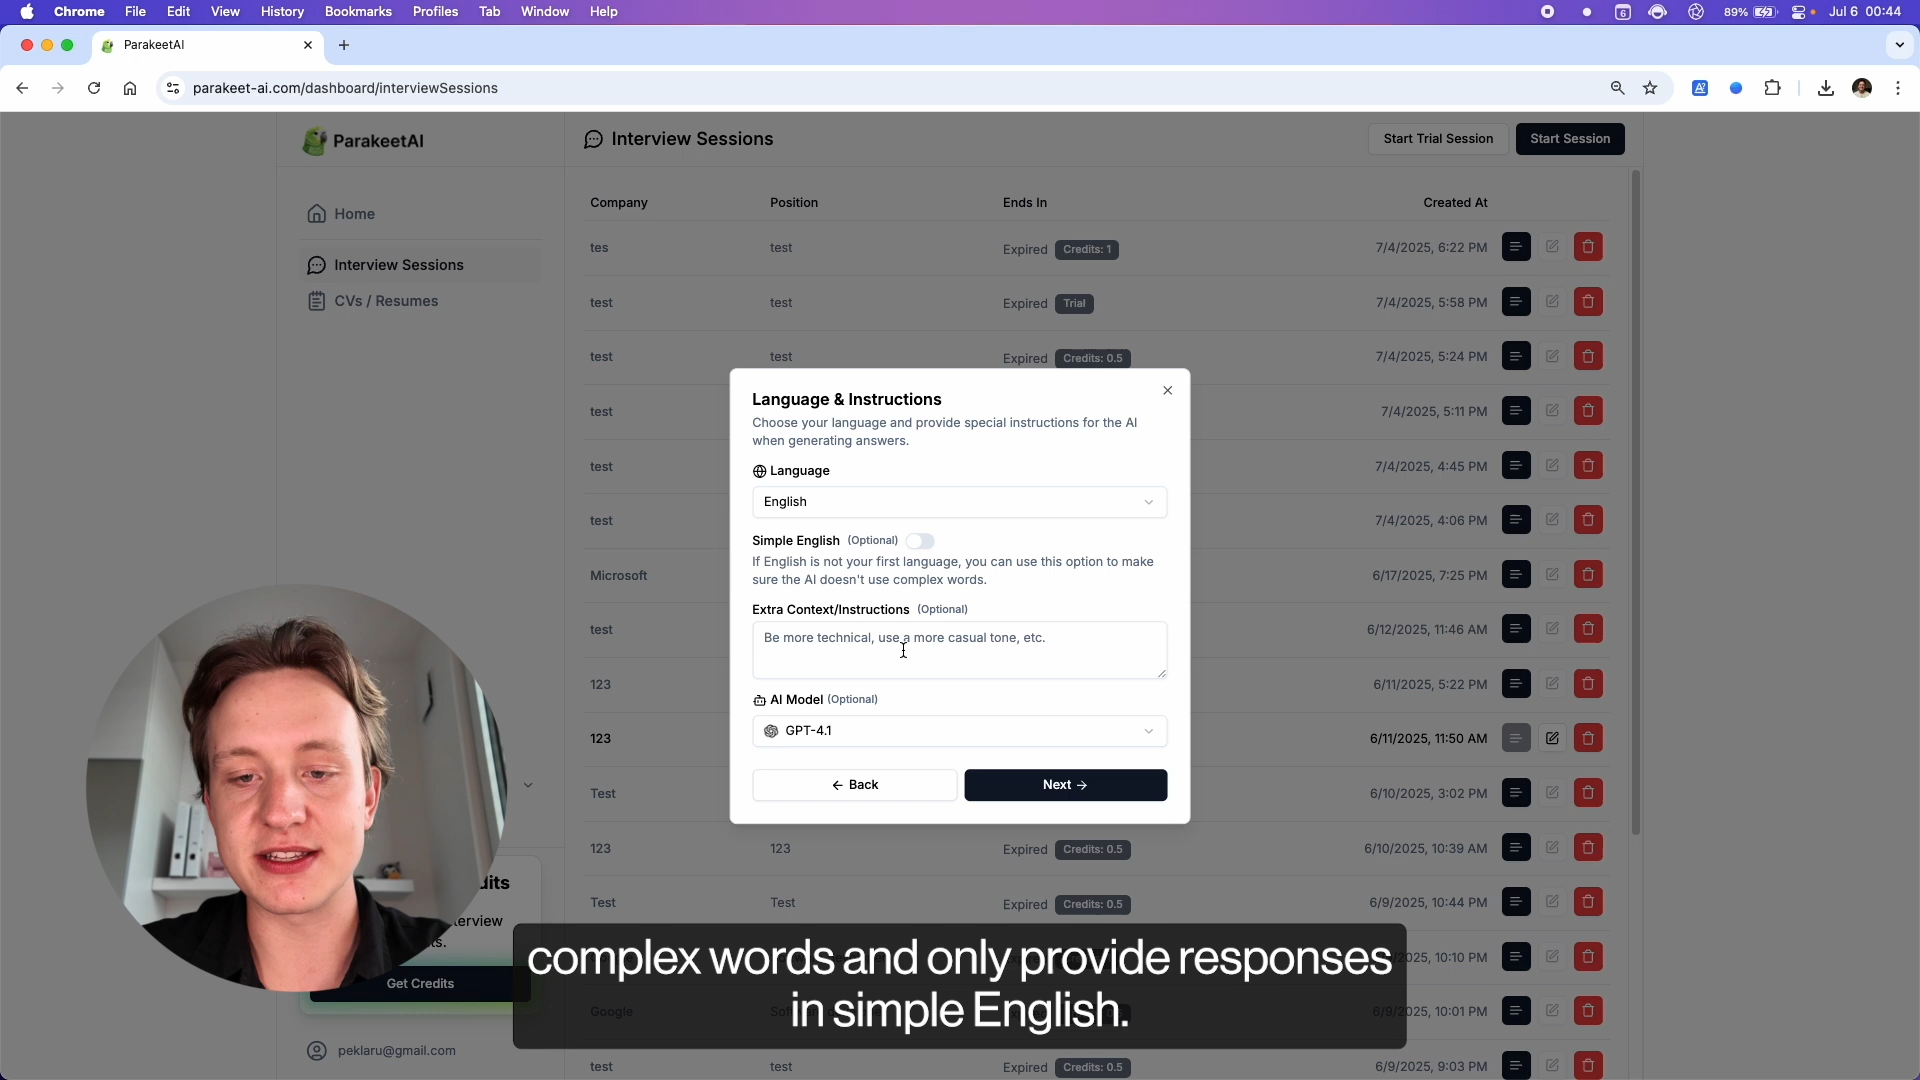 Chrome File Edit View History Bookmarks Profiles Tab Window Help
6 89% Jul 6 00:44
ParakeetAI
parakeet-ai.com/dashboard/interviewSessions
ParakeetAI
Interview Sessions
Start Trial Session Start Session
Home
Interview Sessions
CVs / Resumes
Company Position Ends In Created At
tes test Expired Credits: 1 7/4/2025, 6:22 PM
test test Expired Trial 7/4/2025, 5:58 PM
test test Expired Credits: 0.5 7/4/2025, 5:24 PM
test 7/4/2025, 5:11 PM
test 7/4/2025, 4:45 PM
test 7/4/2025, 4:06 PM
Microsoft 6/17/2025, 7:25 PM
test 6/12/2025, 11:46 AM
123 6/11/2025, 5:22 PM
123 6/11/2025, 11:50 AM
Test 6/10/2025, 3:02 PM
123 123 Expired Credits: 0.5 6/10/2025, 10:39 AM
Test Test Expired Credits: 0.5 6/9/2025, 10:44 PM
10:10 PM
Google 6/9/2025, 10:01 PM
test test Expired Credits: 0.5 6/9/2025, 9:03 PM
Language & Instructions
Choose your language and provide special instructions for the AI
when generating answers.
Language
English
Simple English (Optional)
If English is not your first language, you can use this option to make
sure the AI doesn't use complex words.
Extra Context/Instructions (Optional)
Be more technical, use a more casual tone, etc.
AI Model (Optional)
GPT-4.1
← Back Next →
Get Credits
peklaru@gmail.com
complex words and only provide responses
in simple English.